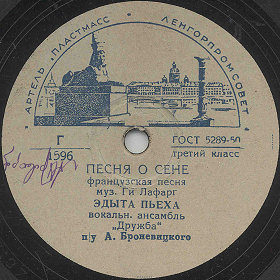 АРТЕЛЬ „ПЛАСТМАСС" ЛЕНГОРПРОМСОВЕТ
Г
1596
ГОСТ 5289-50
третий класс
ПЕСНЯ О СЕНЕ
французская песня
муз. Ги Лафарг
ЭДЫТА ПЬЕХА
вокальн. ансамбль
„Дружба"
п/у А. Броневицкого